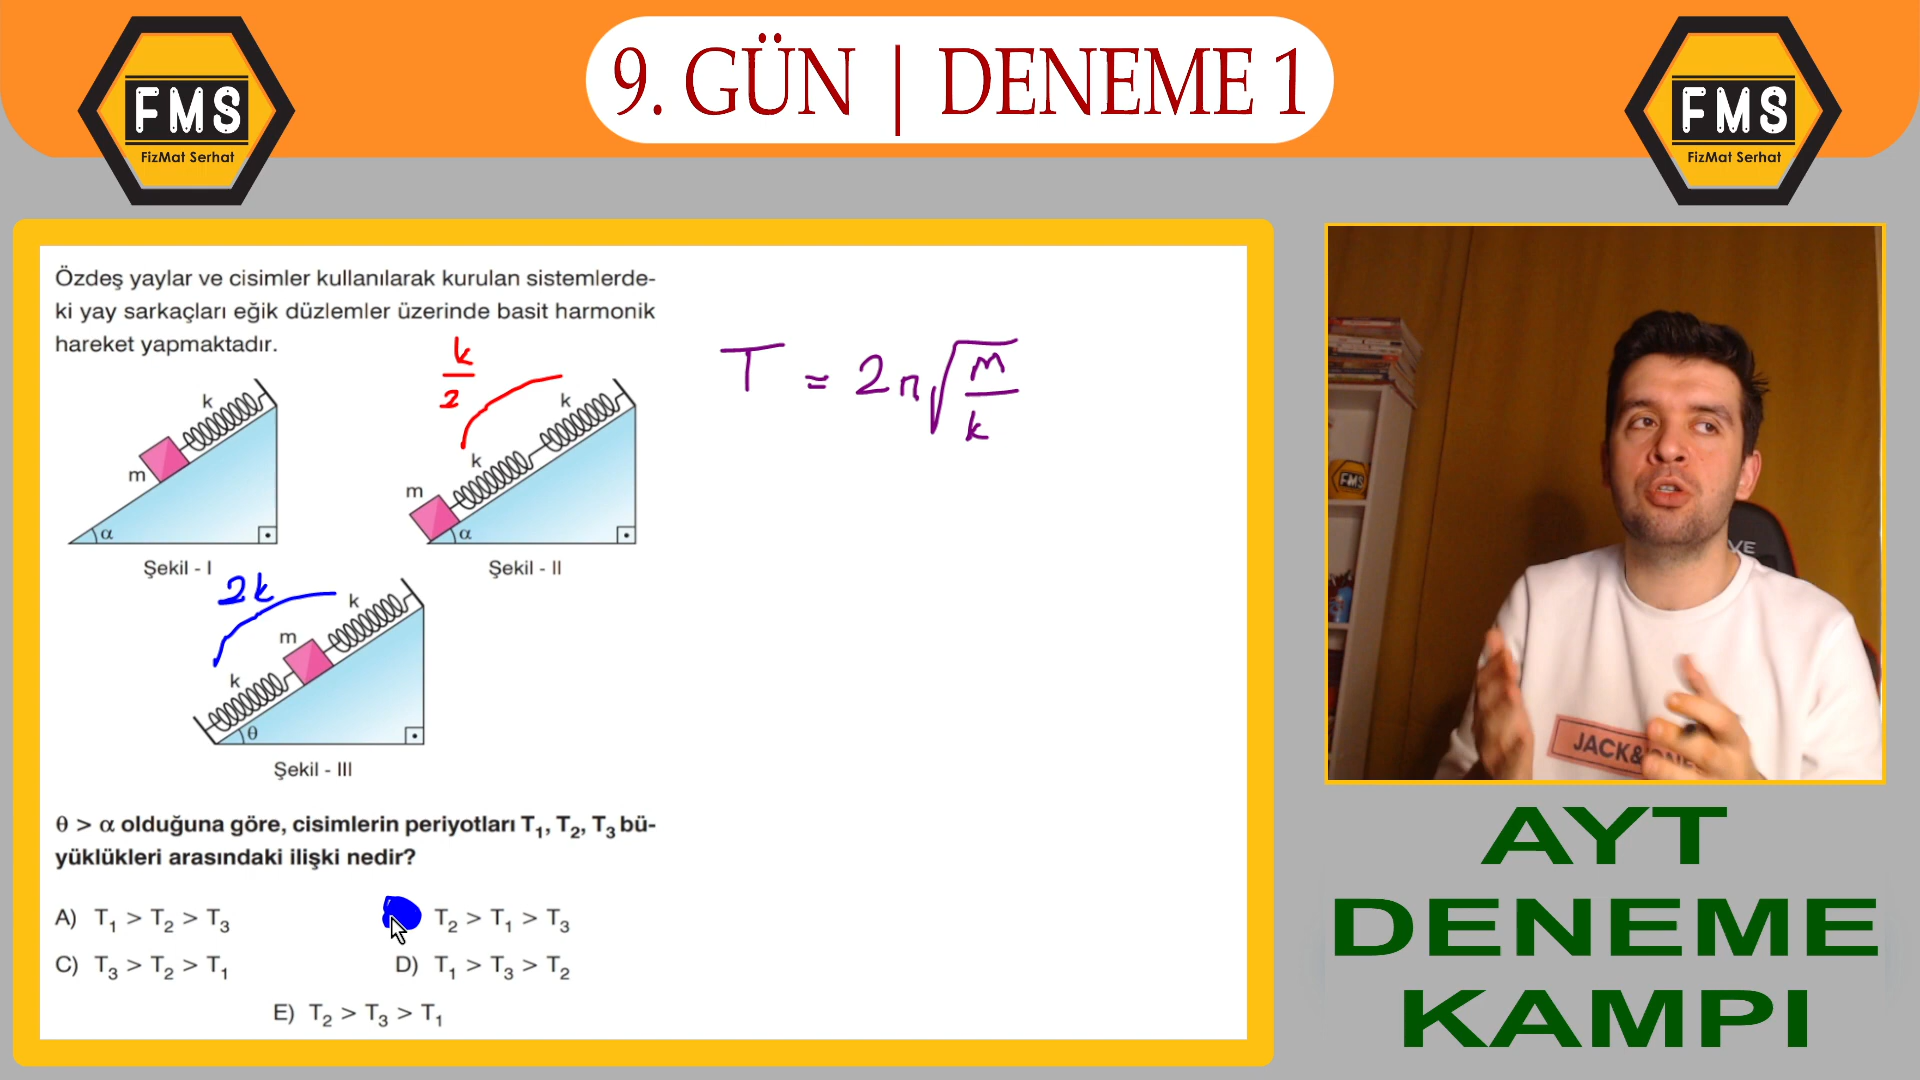 FMS
FizMat Serhat
9. GÜN | DENEME 1
FMS
FizMat Serhat
Özdeş yaylar ve cisimler kullanılarak kurulan sistemlerde-
ki yay sarkaçları eğik düzlemler üzerinde basit harmonik
hareket yapmaktadır.
k
m
α
Şekil - I
k/2
k
k
m
α
Şekil - II
2k
k
m
k
θ
Şekil - III
T = 2π√(m/k)
θ > α olduğuna göre, cisimlerin periyotları T₁, T₂, T₃ bü-
yüklükleri arasındaki ilişki nedir?
A) T₁ > T₂ > T₃
T₂ > T₁ > T₃
C) T₃ > T₂ > T₁
D) T₁ > T₃ > T₂
E) T₂ > T₃ > T₁
FMS
AYT
DENEME
KAMPI